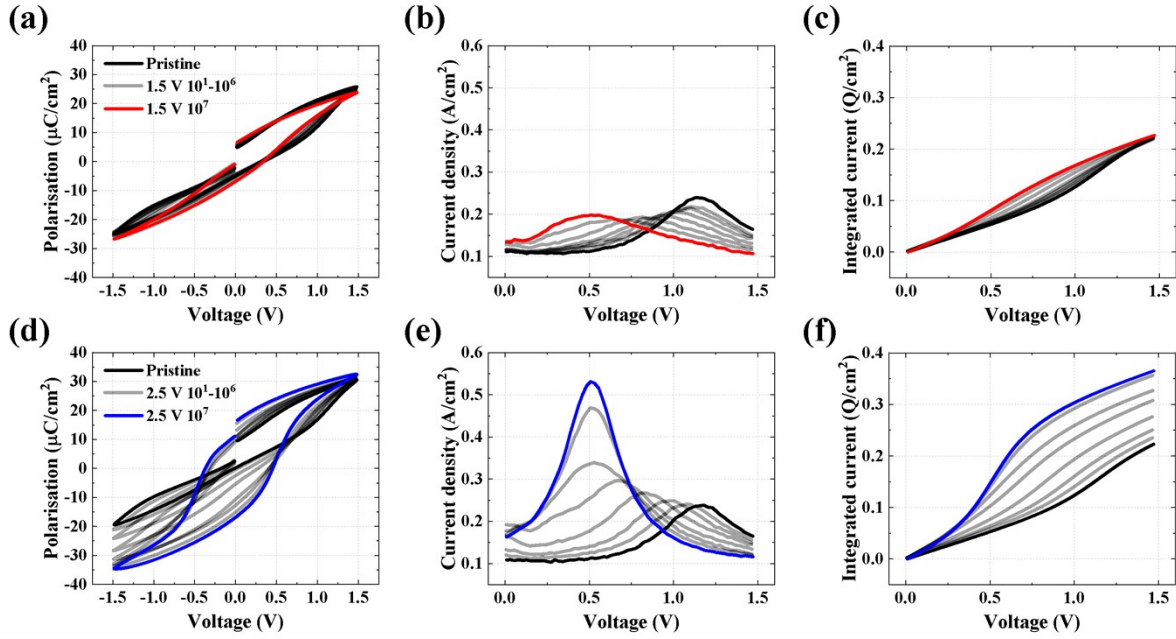 (a)
Polarisation (µC/cm²)
40
30
20
10
0
-10
-20
-30
-40
Pristine
1.5 V 10¹-10⁶
1.5 V 10⁷
-1.5 -1.0 -0.5 0.0 0.5 1.0 1.5
Voltage (V)
(b)
Current density (A/cm²)
0.6
0.5
0.4
0.3
0.2
0.1
0.0 0.5 1.0 1.5
Voltage (V)
(c)
Integrated current (Q/cm²)
0.4
0.3
0.2
0.1
0.0
0.0 0.5 1.0 1.5
Voltage (V)
(d)
Polarisation (µC/cm²)
40
30
20
10
0
-10
-20
-30
-40
Pristine
2.5 V 10¹-10⁶
2.5 V 10⁷
-1.5 -1.0 -0.5 0.0 0.5 1.0 1.5
Voltage (V)
(e)
Current density (A/cm²)
0.6
0.5
0.4
0.3
0.2
0.1
0.0 0.5 1.0 1.5
Voltage (V)
(f)
Integrated current (Q/cm²)
0.4
0.3
0.2
0.1
0.0
0.0 0.5 1.0 1.5
Voltage (V)